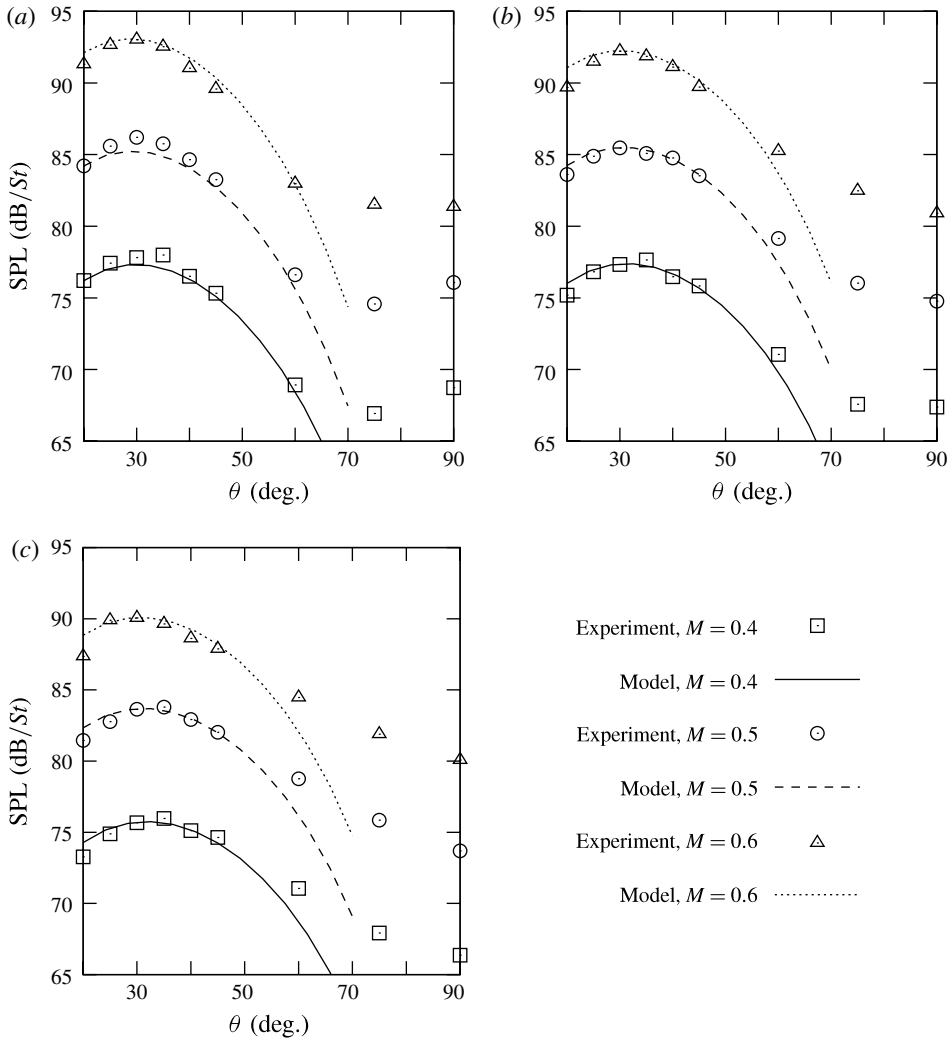 (a)
95
90
85
80
75
70
65
SPL (dB/St)
30 50 70 90
θ (deg.)
(b)
95
90
85
80
75
70
65
30 50 70 90
θ (deg.)
(c)
95
90
85
80
75
70
65
SPL (dB/St)
30 50 70 90
θ (deg.)
Experiment, M = 0.4
Model, M = 0.4
Experiment, M = 0.5
Model, M = 0.5
Experiment, M = 0.6
Model, M = 0.6